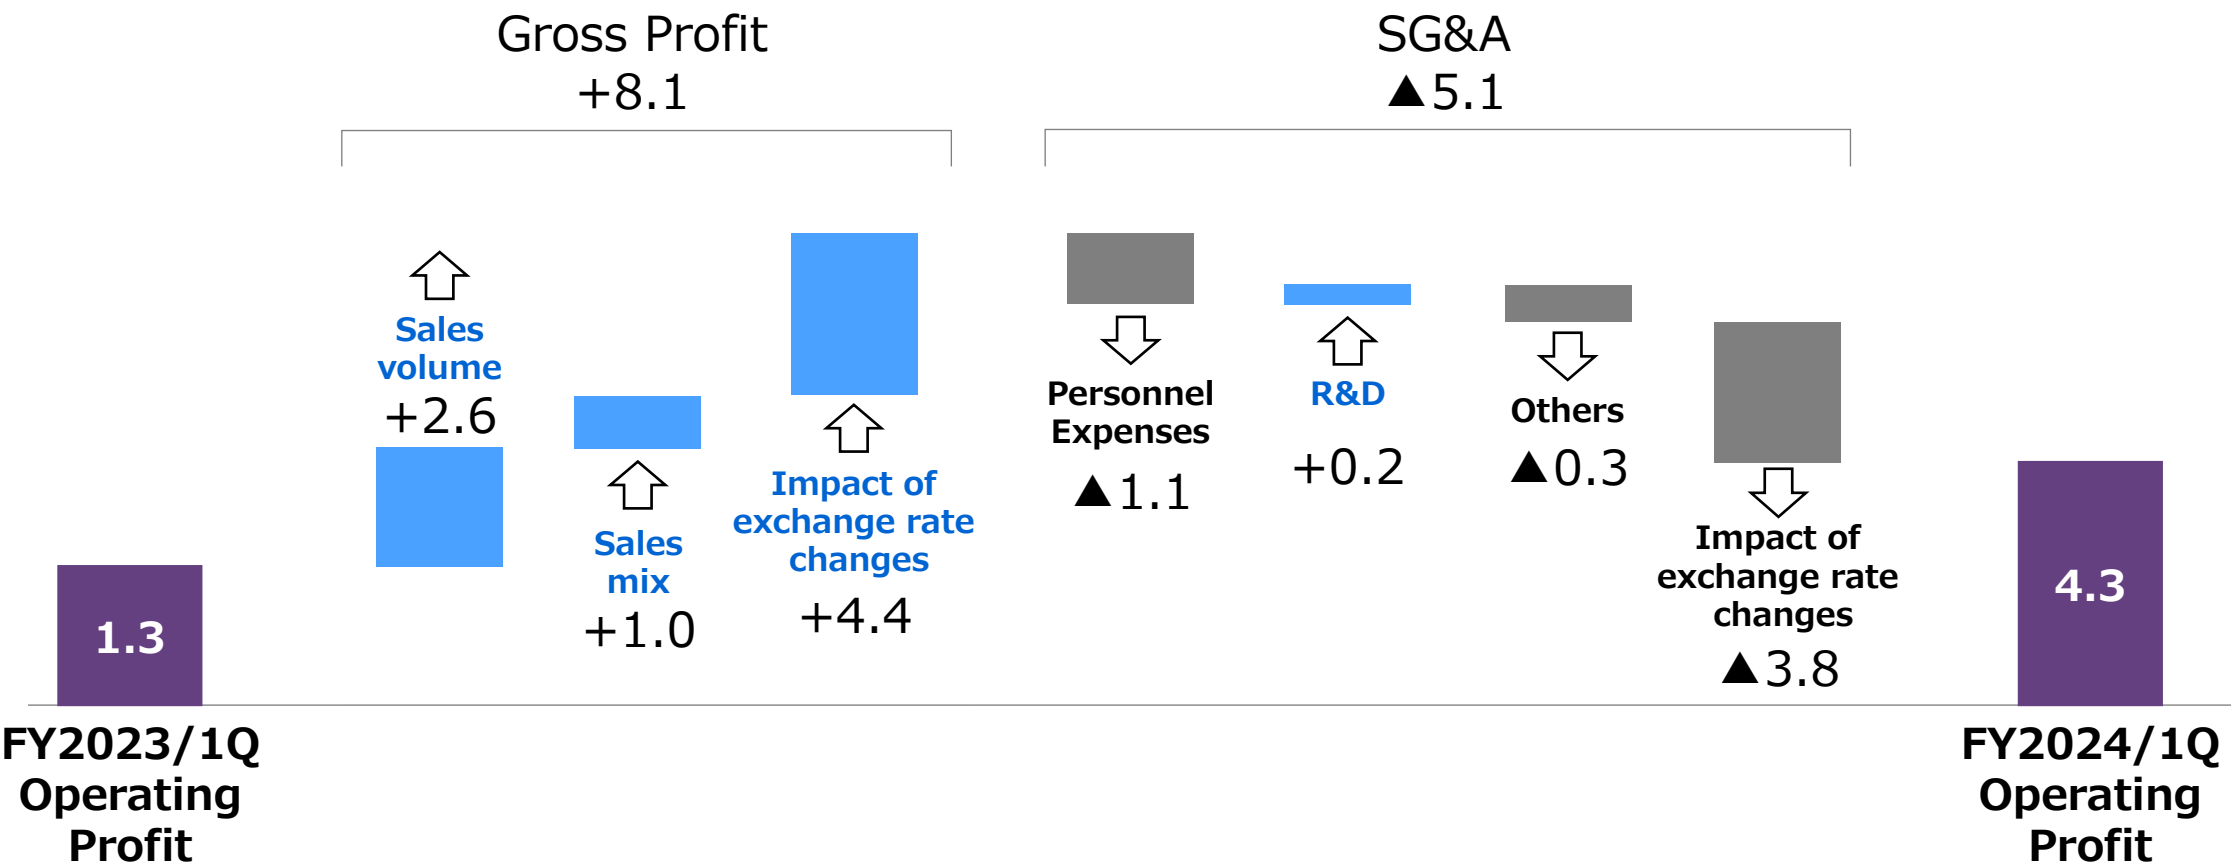 Gross Profit
+8.1
SG&A
▲5.1
Sales
volume
+2.6
Sales
mix
+1.0
Impact of
exchange rate
changes
+4.4
Personnel
Expenses
▲1.1
R&D
+0.2
Others
▲0.3
Impact of
exchange rate
changes
▲3.8
1.3
4.3
FY2023/1Q
Operating
Profit
FY2024/1Q
Operating
Profit